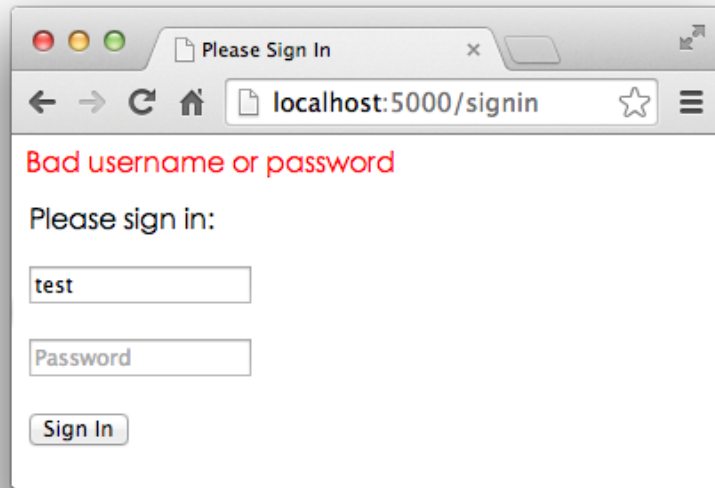 Please Sign In
localhost:5000/signin
Bad username or password
Please sign in:
test
Password
Sign In